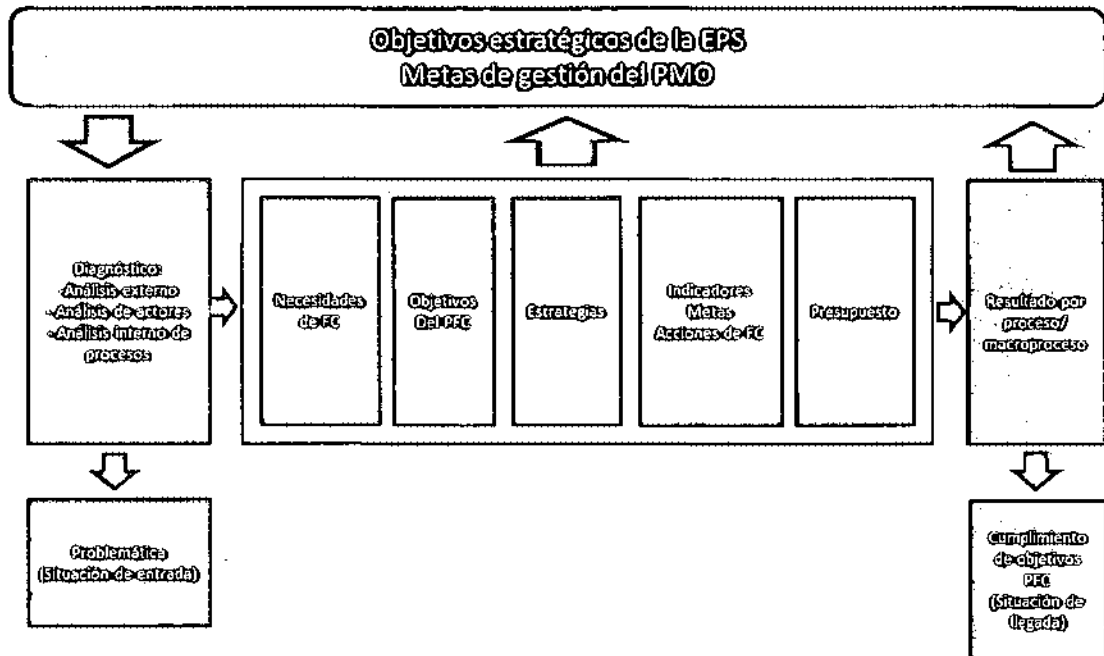 Objetivos estratégicos de la EPS
Metas de gestión del PMO
Diagnóstico:
-Análisis externo
-Análisis de actores
-Análisis interno de
procesos
Necesidades
de FC
Objetivos
Del PFC
Estrategias
Indicadores
Metas
Acciones de FC
Presupuesto
Resultado por
proceso/
macroproceso
Problemática
(Situación de entrada)
Cumplimiento
de objetivos
PFC
(Situación de
llegada)